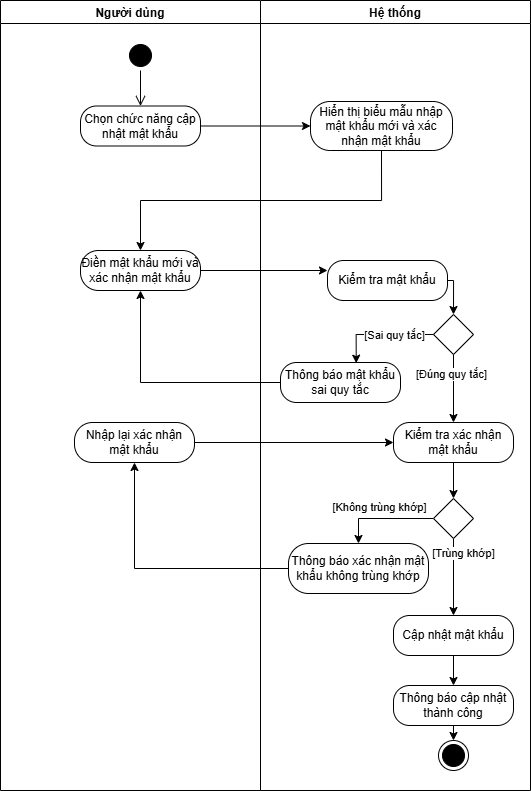 Người dùng
Hệ thống
Chọn chức năng cập
nhật mật khẩu
Hiển thị biểu mẫu nhập
mật khẩu mới và xác
nhận mật khẩu
Điền mật khẩu mới và
xác nhận mật khẩu
Kiểm tra mật khẩu
[Sai quy tắc]
[Đúng quy tắc]
Thông báo mật khẩu
sai quy tắc
Nhập lại xác nhận
mật khẩu
Kiểm tra xác nhận
mật khẩu
[Không trùng khớp]
[Trùng khớp]
Thông báo xác nhận mật
khẩu không trùng khớp
Cập nhật mật khẩu
Thông báo cập nhật
thành công